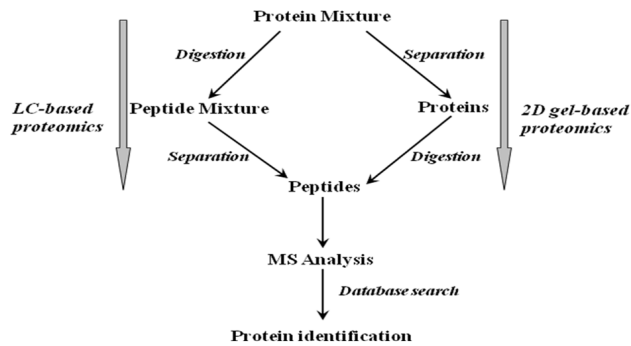 Protein Mixture
Digestion
Separation
LC-based
proteomics
Peptide Mixture
Proteins
2D gel-based
proteomics
Separation
Digestion
Peptides
MS Analysis
Database search
Protein identification